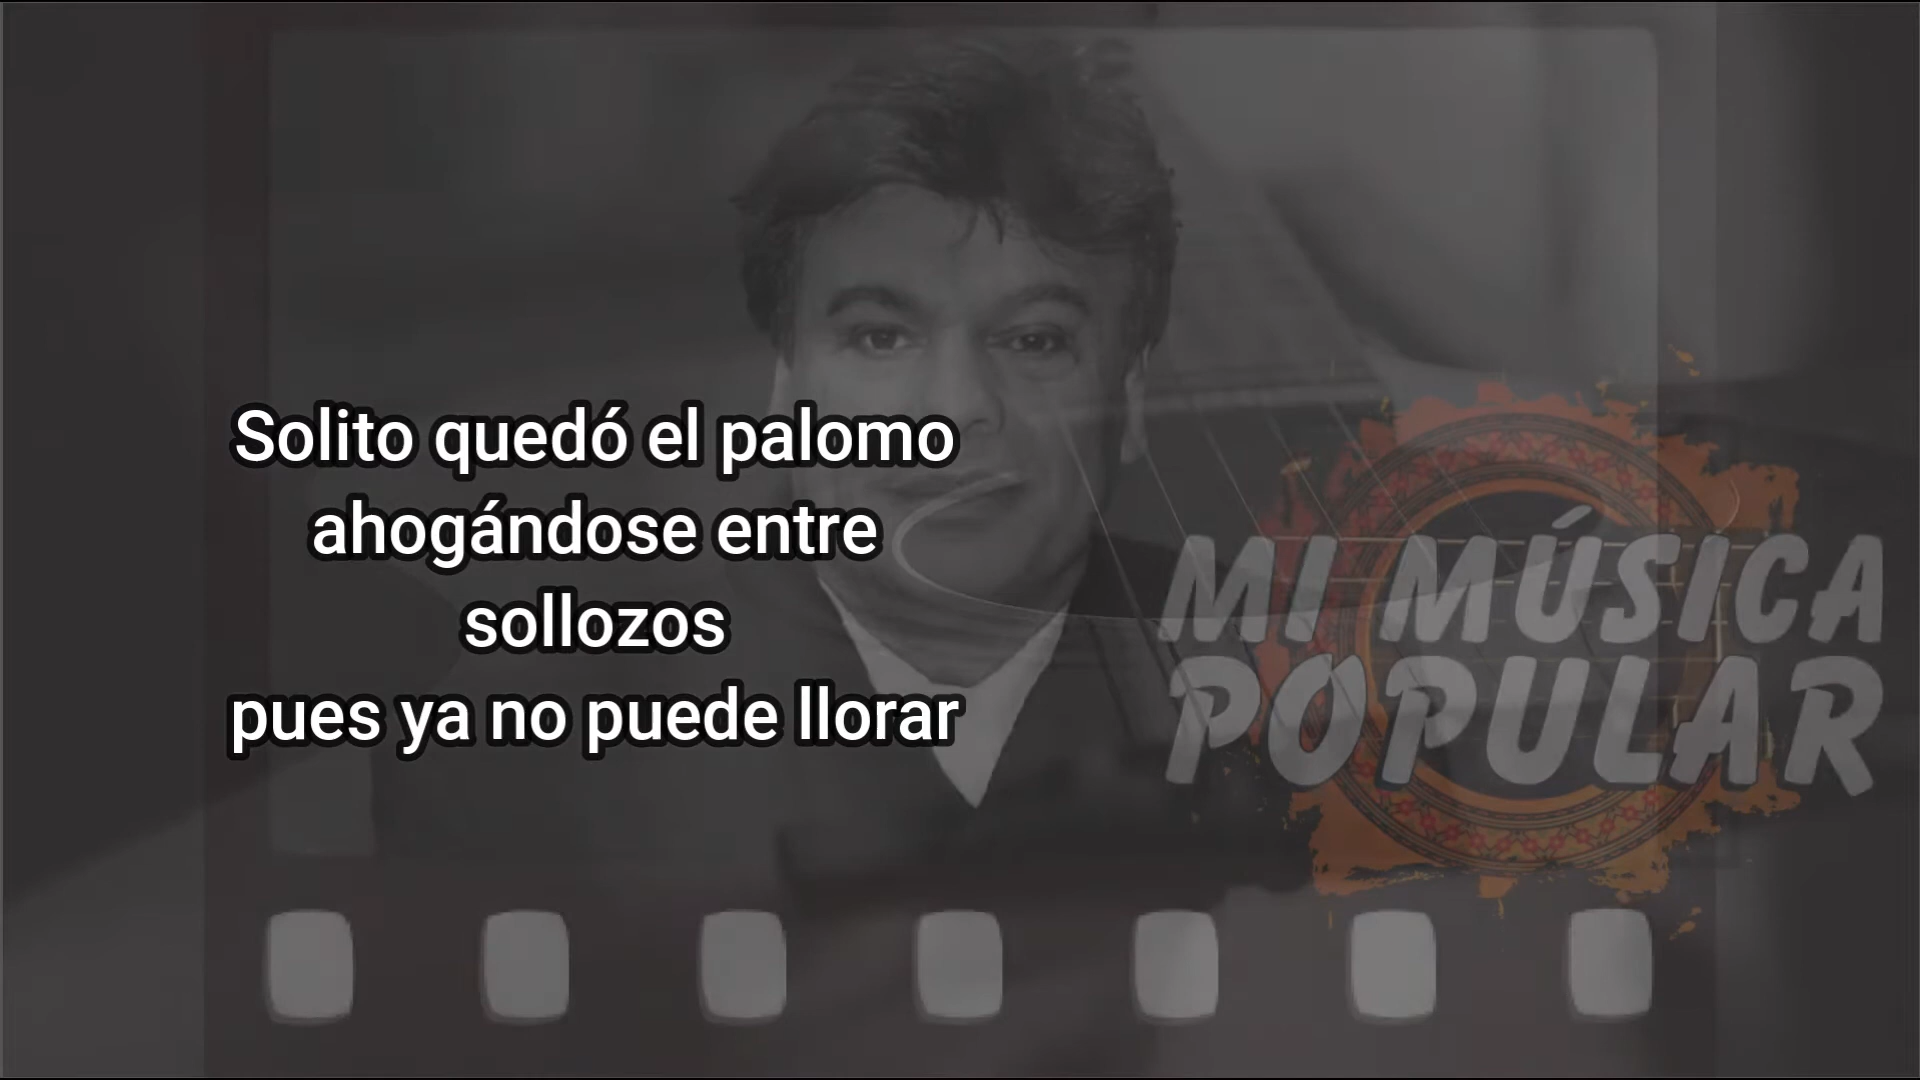 Solito quedó el palomo
ahogándose entre
sollozos
pues ya no puede llorar
MI MÚSICA
POPULAR